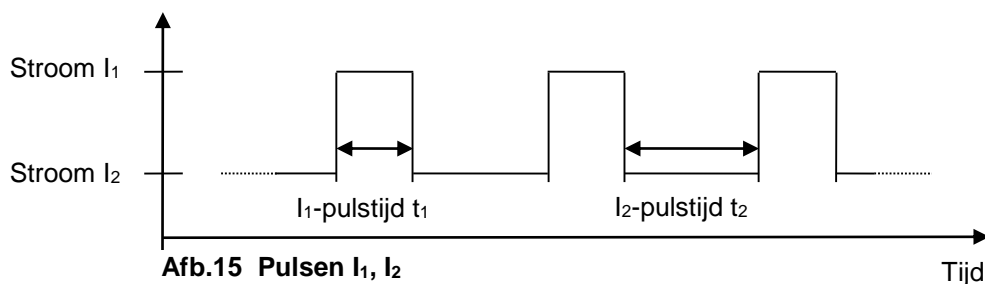 Stroom I₁
Stroom I₂
I₁-pulstijd t₁
I₂-pulstijd t₂
Afb.15 Pulsen I₁, I₂
Tijd